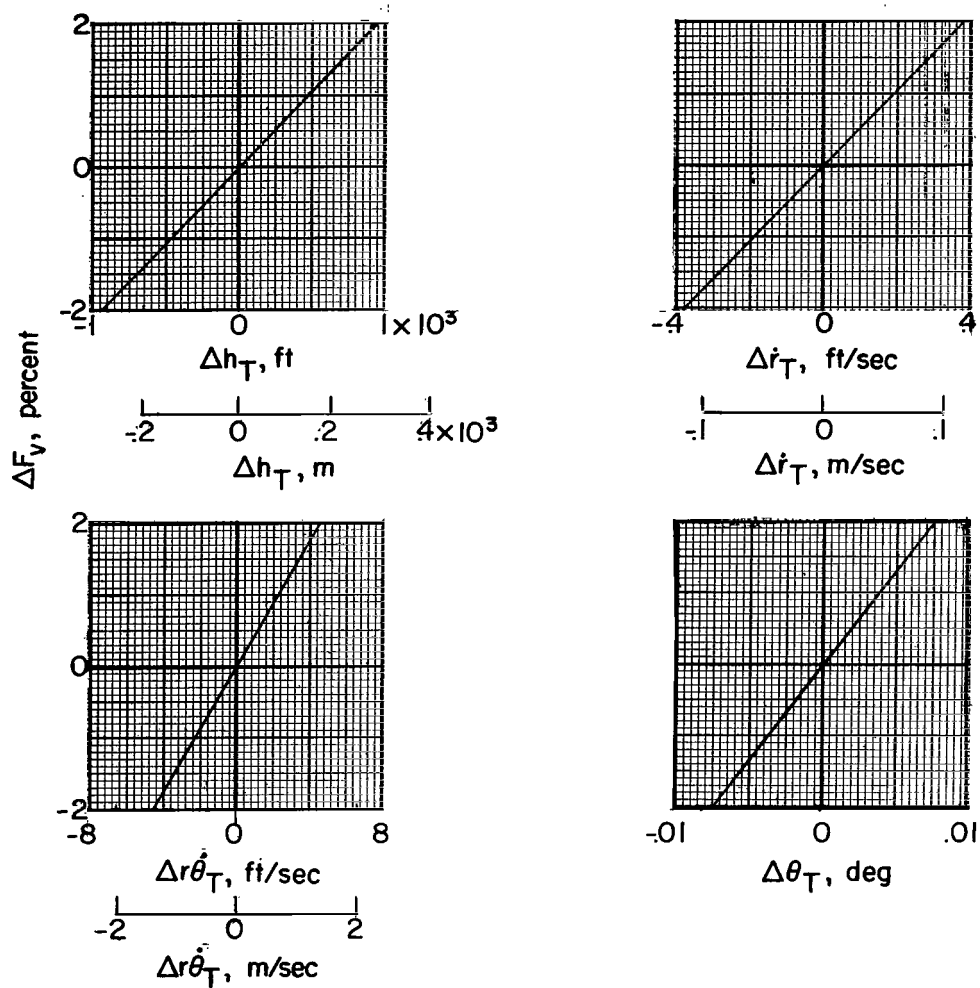 ΔF_v, percent
2
0
-2
-1 0 1×10³
Δh_T, ft
-.2 0 .2 .4×10³
Δh_T, m
-.4 0 .4
Δṙ_T, ft/sec
-.1 0 .1
Δṙ_T, m/sec
2
0
-2
-8 0 8
Δrθ̇_T, ft/sec
-2 0 2
Δrθ̇_T, m/sec
-.01 0 .01
Δθ_T, deg